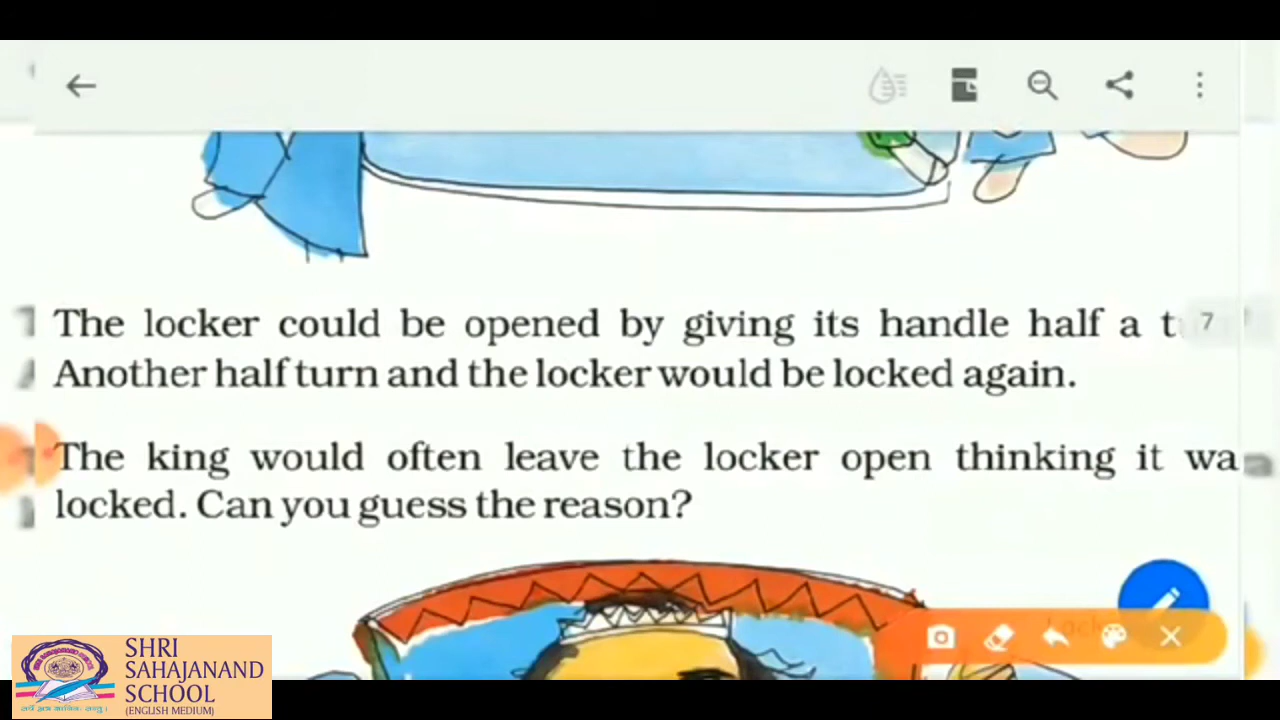 The locker could be opened by giving its handle half a
7
Another half turn and the locker would be locked again.
The king would often leave the locker open thinking it wa
locked. Can you guess the reason?
SHRI
SAHAJANAND
SCHOOL
(ENGLISH MEDIUM)